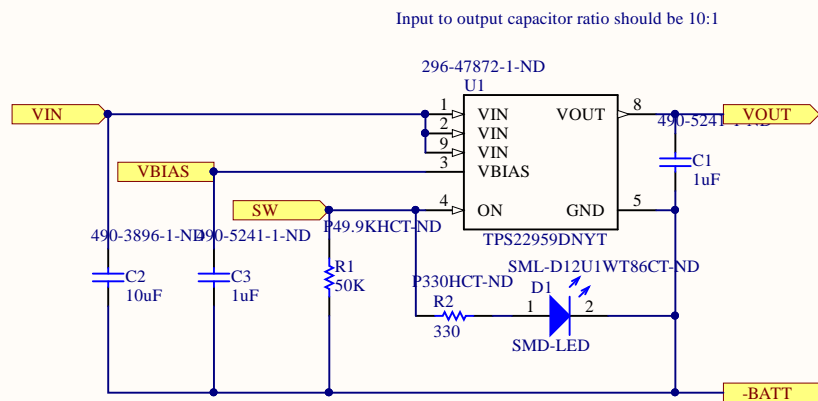 Input to output capacitor ratio should be 10:1
296-47872-1-ND
U1
VIN
1
VIN
VOUT
8
VOUT
2
VIN
490-5241-1-ND
9
VIN
C1
VBIAS
3
VBIAS
1uF
SW
4
ON
GND
5
P49.9KHCT-ND
TPS22959DNYT
490-3896-1-ND
490-5241-1-ND
R1
SML-D12U1WT86CT-ND
C2
C3
50K
P330HCT-ND
D1
10uF
1uF
R2
1
2
330
SMD-LED
-BATT